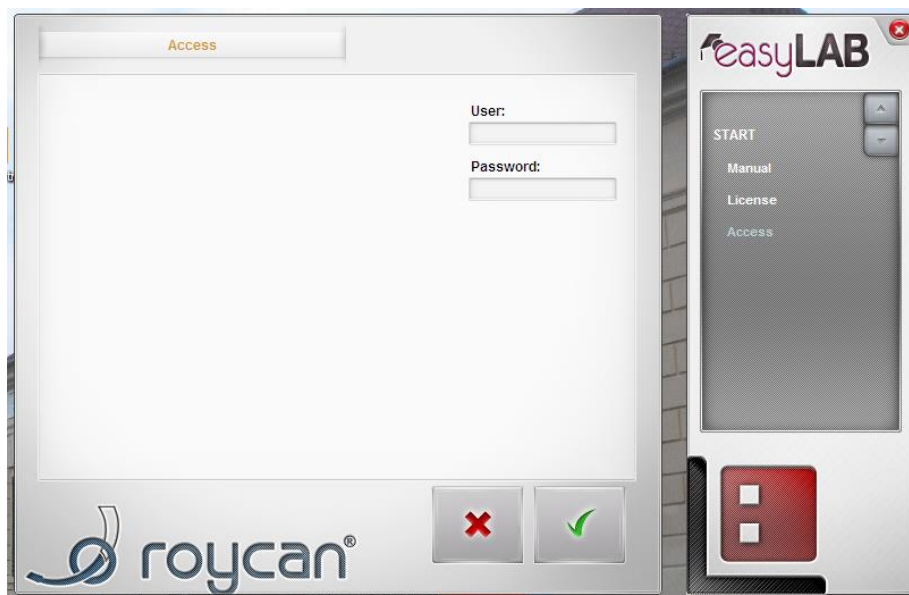 Access
User:
Password:
roycan®
easyLAB
START
Manual
License
Access